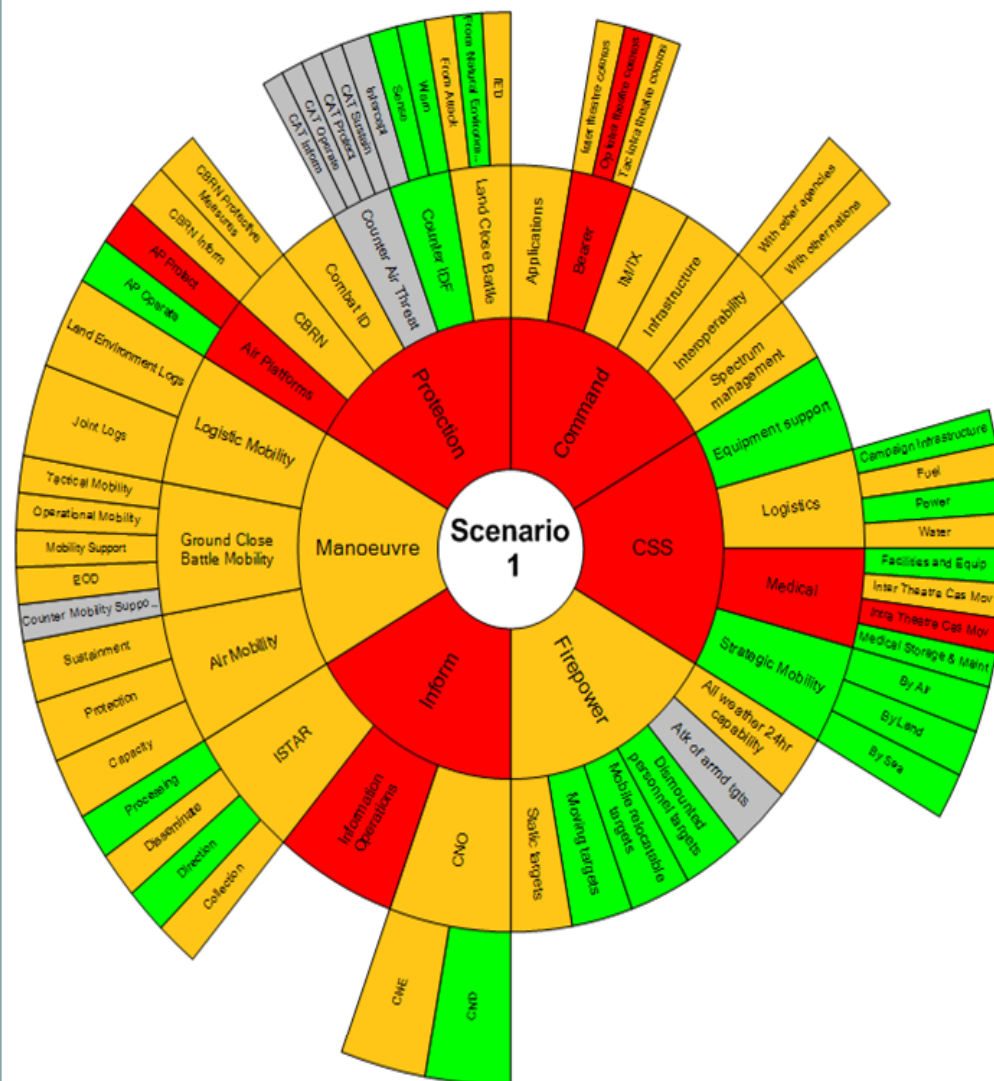 Scenario
1
Command
Applications
Bearer
Inter theatre comms
Op intra theatre comms
Tac intra theatre comms
IM/IX
Infrastructure
Interoperability
With other agencies
With other nations
Spectrum
management
CSS
Equipment support
Logistics
Campaign Infrastructure
Fuel
Power
Water
Medical
Facilities and Equip
Inter Theatre Cas Mov
Intra Theatre Cas Mov
Medical Storage & Maint
Strategic Mobility
By Air
By Land
By Sea
Firepower
All weather 24hr
capability
Atk of armd tgts
Dismounted
personnel targets
Mobile relocatable
targets
Moving targets
Static targets
Inform
CNO
CND
CNE
Information
Operations
ISTAR
Collection
Direction
Disseminate
Processing
Manoeuvre
Air Mobility
Capacity
Protection
Sustainment
Ground Close
Battle Mobility
Counter Mobility Suppo...
EOD
Mobility Support
Operational Mobility
Tactical Mobility
Logistic Mobility
Joint Logs
Land Environment Logs
Protection
Air Platforms
AP Operate
AP Protect
CBRN
CBRN Inform
CBRN Protective
Measures
Combat ID
Counter Air Threat
CAT Inform
CAT Operate
CAT Protect
CAT Sustain
Intercept
Counter IDF
Sense
Warn
Land Close Battle
From Attack
From Natural Environme...
IED